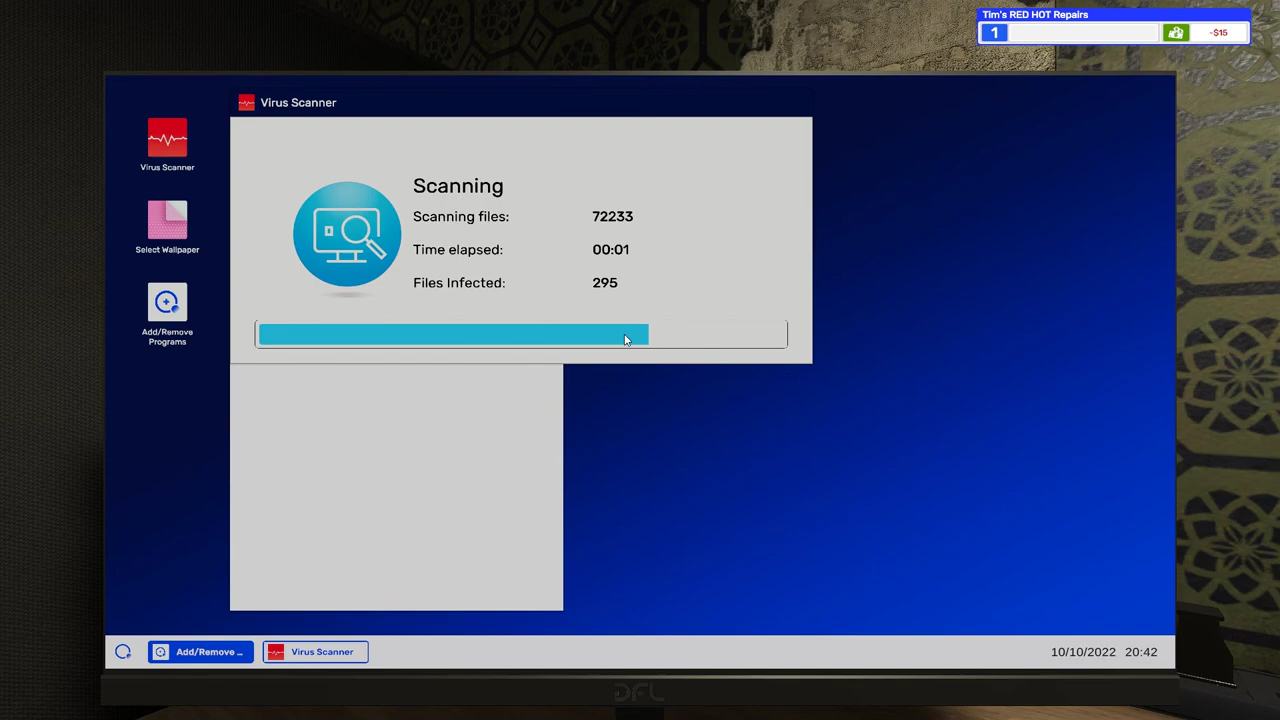 Tim's RED HOT Repairs
1
-$15
Virus Scanner
Virus Scanner
Scanning
Scanning files: 72233
Time elapsed: 00:01
Files Infected: 295
Select Wallpaper
Add/Remove
Programs
Add/Remove ...
Virus Scanner
10/10/2022 20:42
DFL